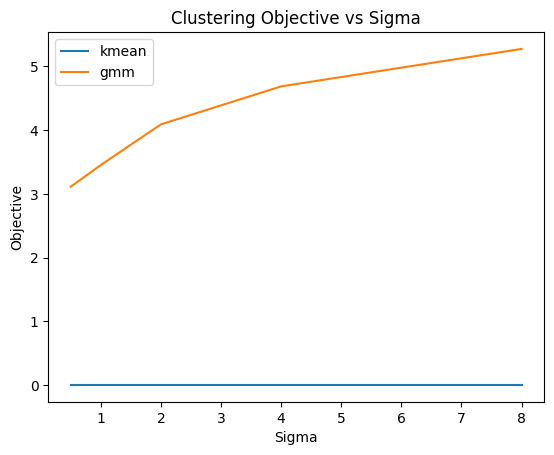 Clustering Objective vs Sigma
kmean
gmm
5
4
3
2
1
0
Objective
1 2 3 4 5 6 7 8
Sigma